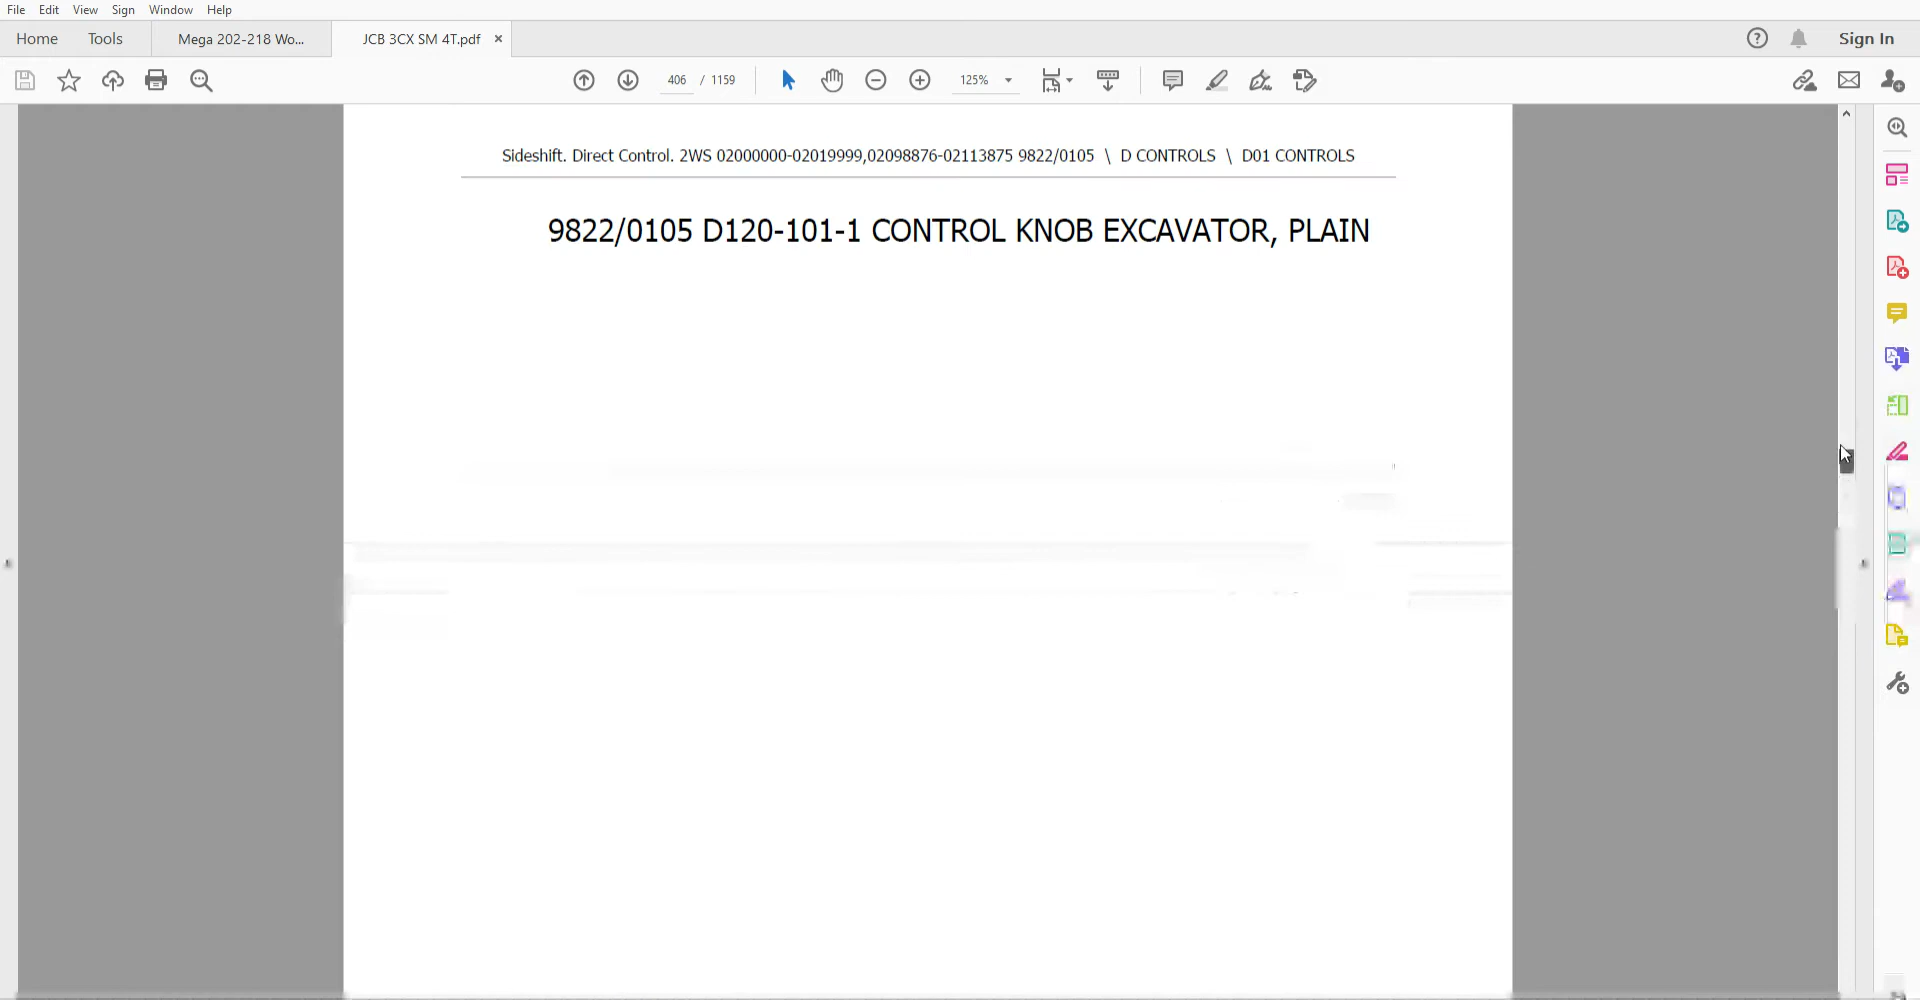 File Edit View Sign Window Help
Home Tools Mega 202-218 Wo... JCB 3CX SM 4T.pdf × Sign In
406 / 1159 125%
Sideshift. Direct Control. 2WS 02000000-02019999,02098876-02113875 9822/0105 \ D CONTROLS \ D01 CONTROLS
9822/0105 D120-101-1 CONTROL KNOB EXCAVATOR, PLAIN